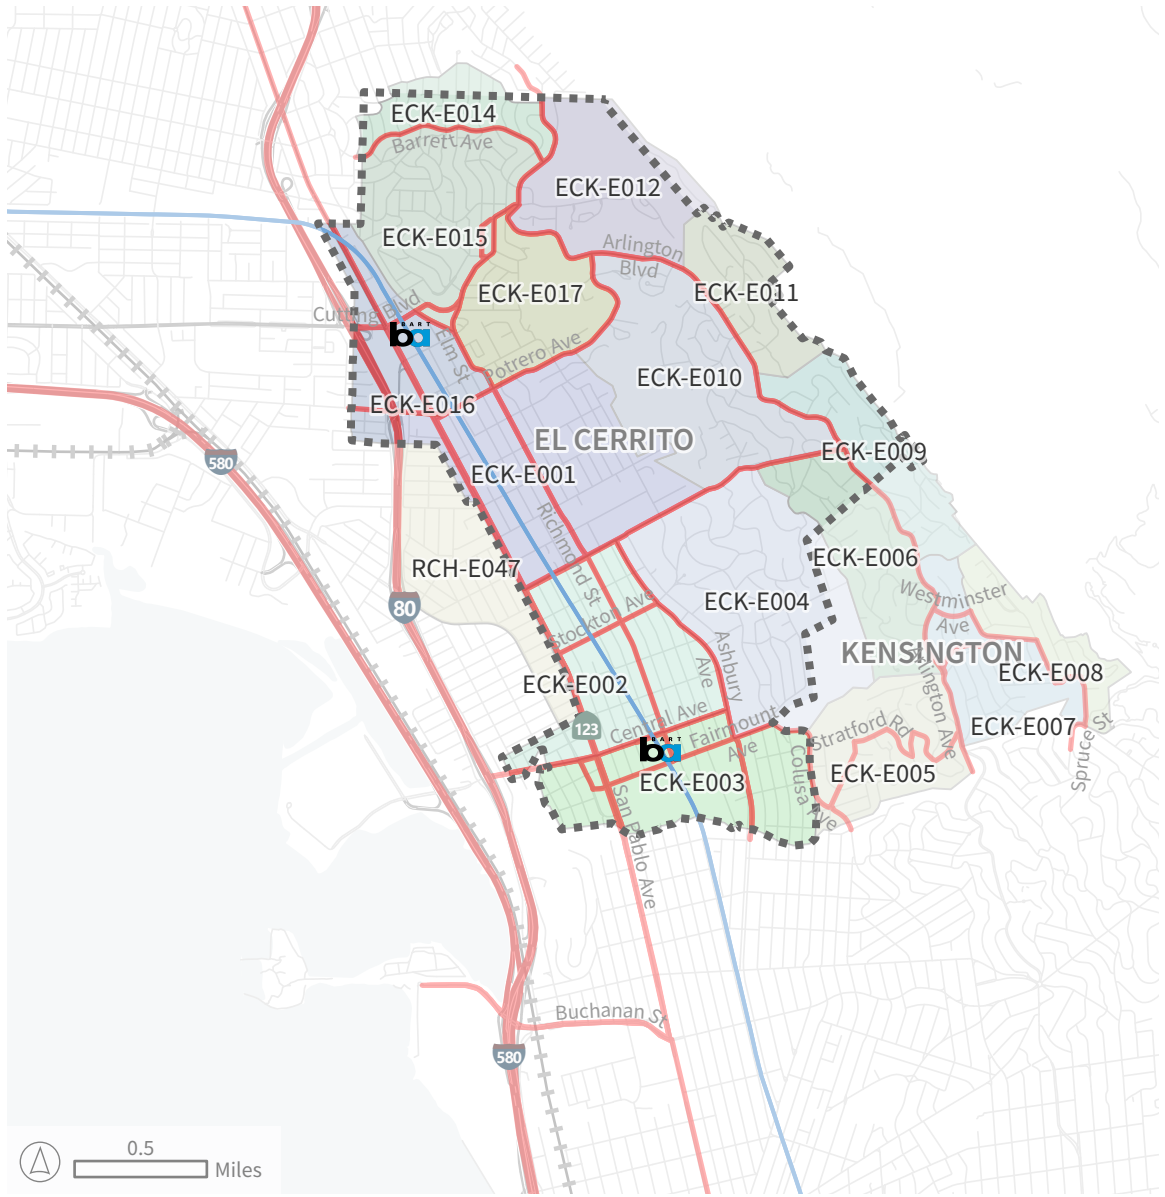 ECK-E014
Barrett Ave
ECK-E012
ECK-E015
Arlington
Blvd
ECK-E017
ECK-E011
Cutting Blvd
BART
ba
Elm St
Potrero Ave
ECK-E010
ECK-E016
EL CERRITO
ECK-E009
580
ECK-E001
Richmond St
RCH-E047
ECK-E006
80
Westminster
Ave
Stockton Ave
ECK-E004
KENSINGTON
Ashbury
Ave
ECK-E008
ECK-E002
Arlington Ave
123
Central Ave
Fairmount
Ave
Stratford Rd
ECK-E007
Spruce St
BART
ba
ECK-E003
Colusa Ave
ECK-E005
San Pablo Ave
Buchanan St
580
0.5
Miles